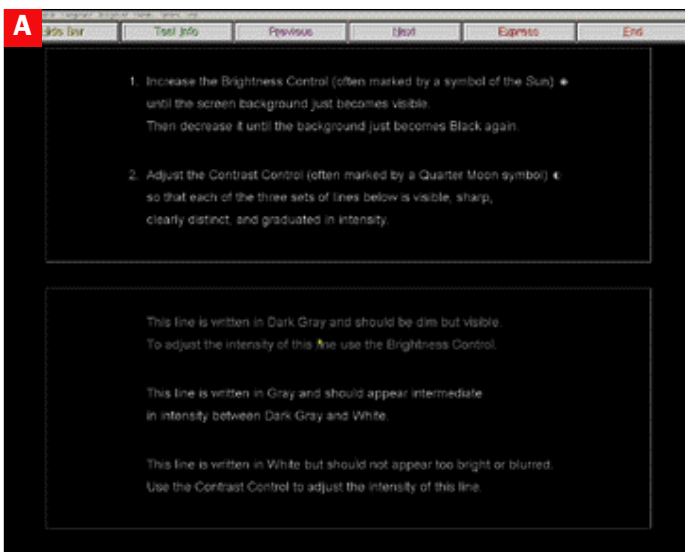 A
Slide Bar
Test Info
Previous
Next
Express
End
1. Increase the Brightness Control (often marked by a symbol of the Sun)
until the screen background just becomes visible.
Then decrease it until the background just becomes Black again.
2. Adjust the Contrast Control (often marked by a Quarter Moon symbol)
so that each of the three sets of lines below is visible, sharp,
clearly distinct, and graduated in intensity.
This line is written in Dark Gray and should be dim but visible.
To adjust the intensity of this line use the Brightness Control.
This line is written in Gray and should appear intermediate
in intensity between Dark Gray and White.
This line is written in White but should not appear too bright or blurred.
Use the Contrast Control to adjust the intensity of this line.